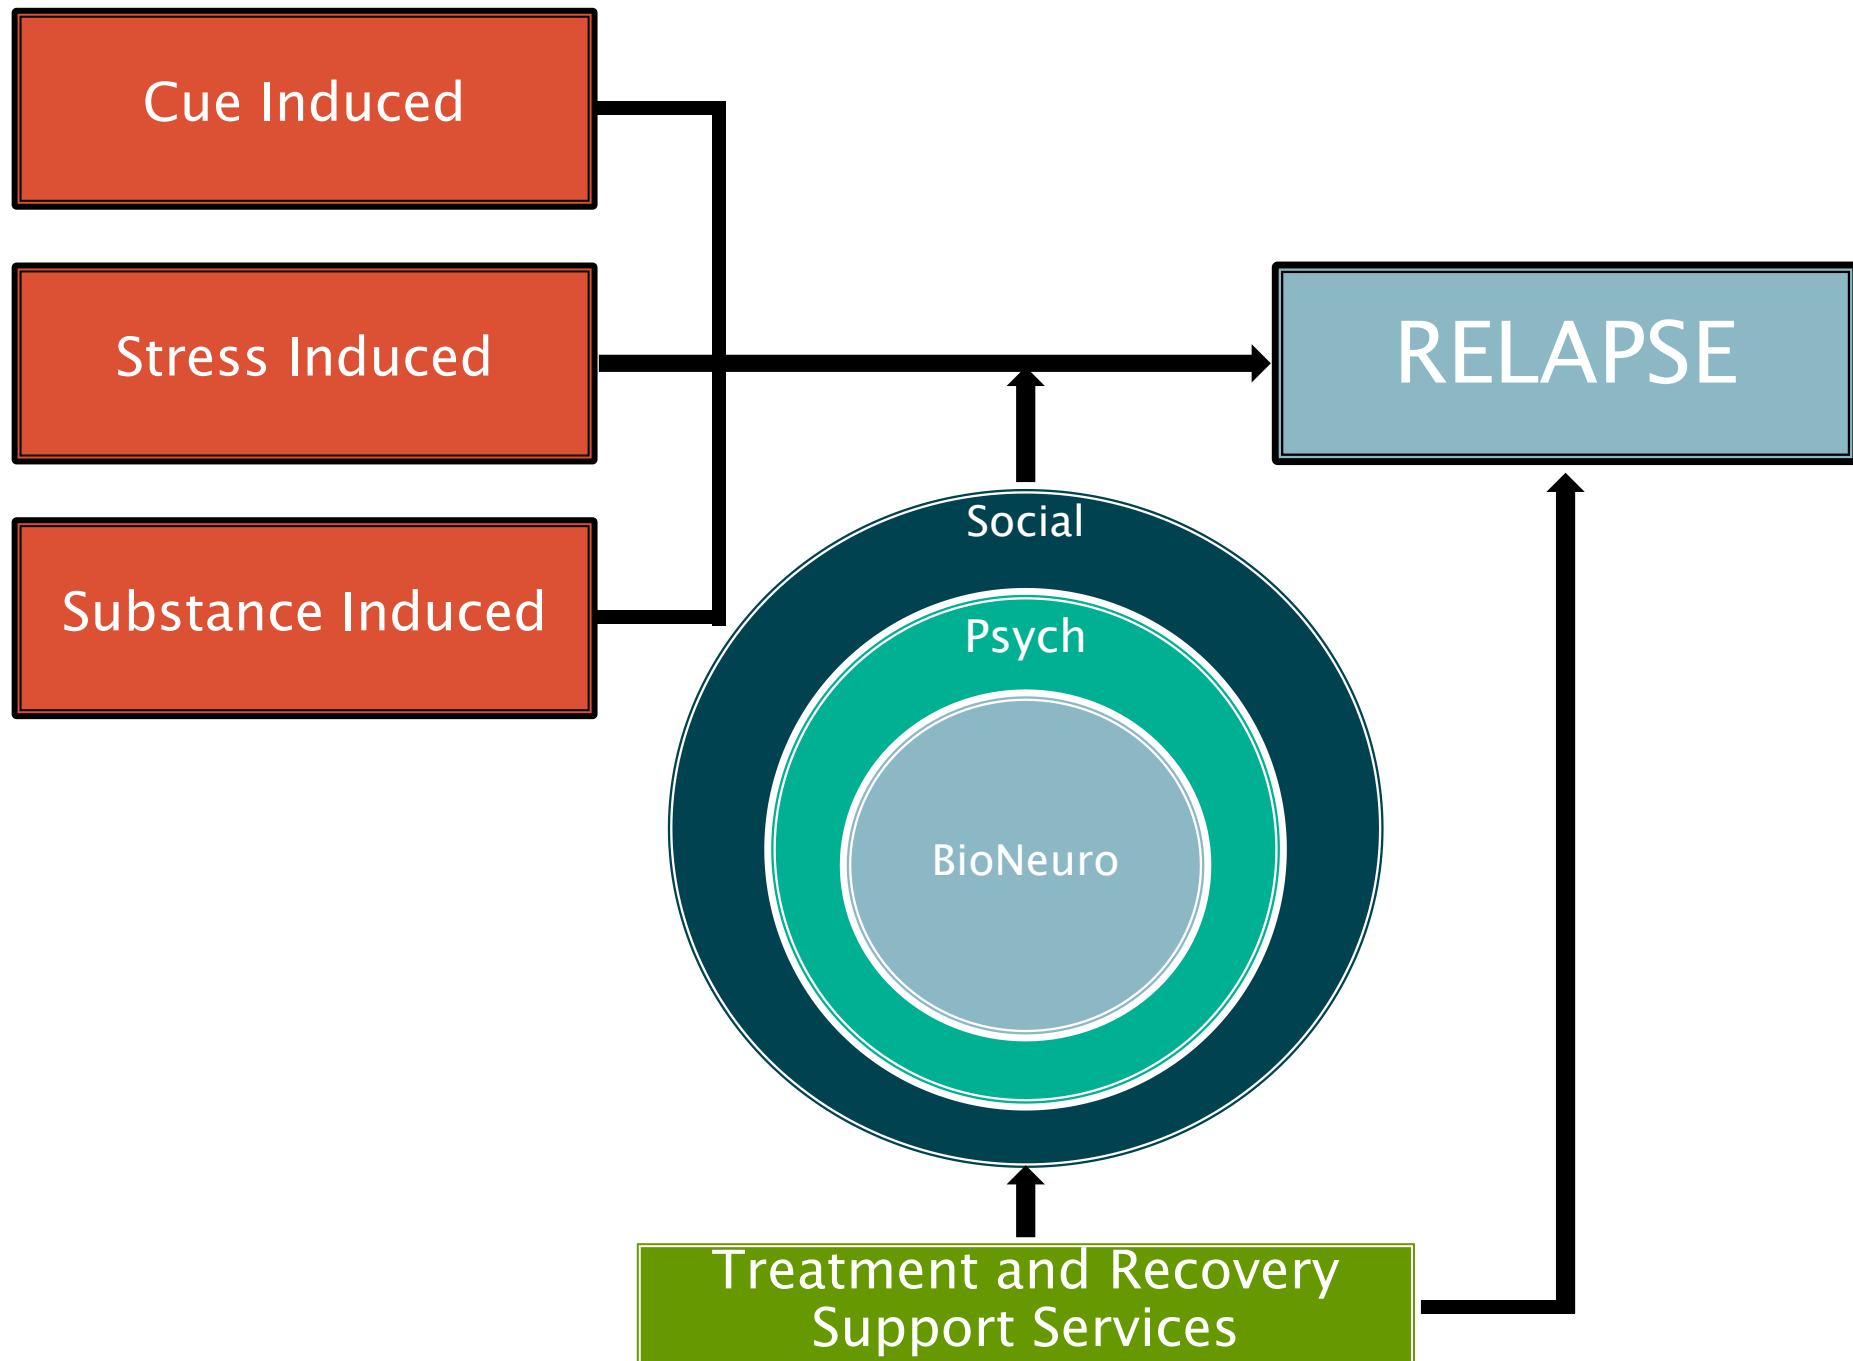 Cue Induced
Stress Induced
RELAPSE
Substance Induced
Social
Psych
BioNeuro
Treatment and Recovery
Support Services